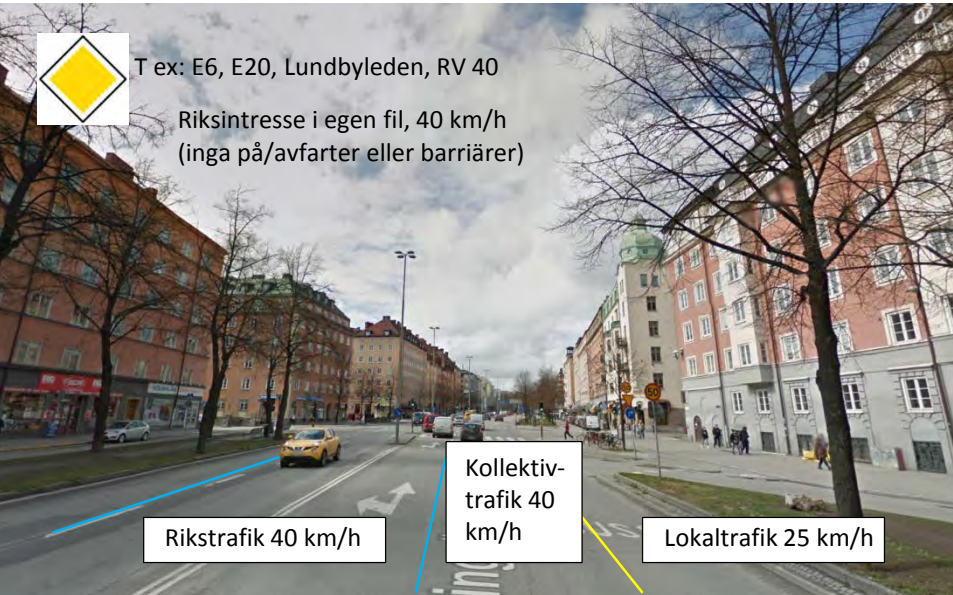 T ex: E6, E20, Lundbyleden, RV 40
Riksintresse i egen fil, 40 km/h
(inga på/avfarter eller barriärer)
50
Kollektiv-
trafik 40
km/h
Rikstrafik 40 km/h
Lokaltrafik 25 km/h